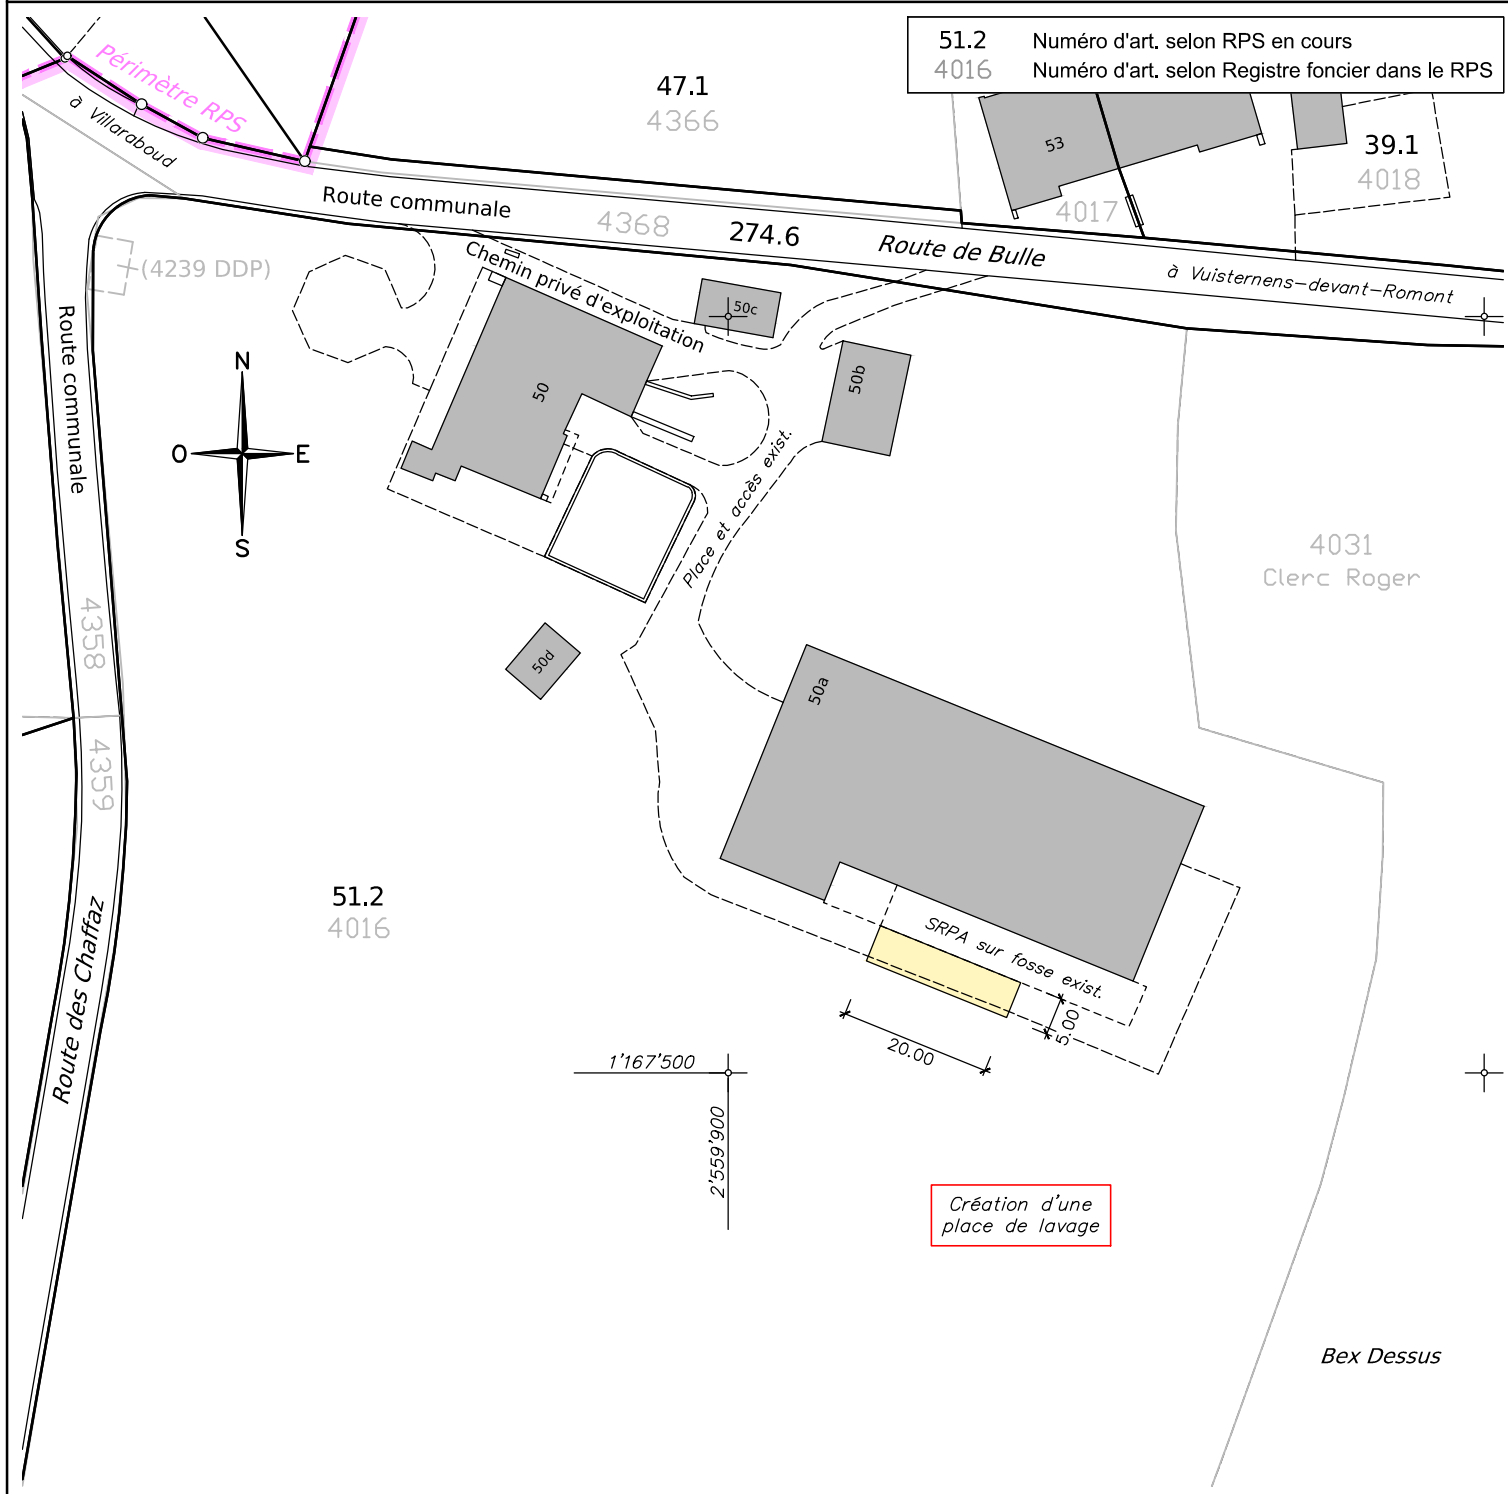 51.2 Numéro d'art. selon RPS en cours
4016 Numéro d'art. selon Registre foncier dans le RPS
Périmètre RPS
à Villaraboud
47.1
4366
53
39.1
4018
4017
Route communale
4368
274.6
Route de Bulle
à Vuisternens-devant-Romont
(4239 DDP)
Chemin privé d'exploitation
50c
50b
50
Route communale
N
O
E
S
Place et accès exist.
4031
Clerc Roger
4358
50d
50a
4359
51.2
4016
SRPA sur fosse exist.
Route des Chaffaz
5.00
20.00
1'167'500
2'559'900
Création d'une
place de lavage
Bex Dessus